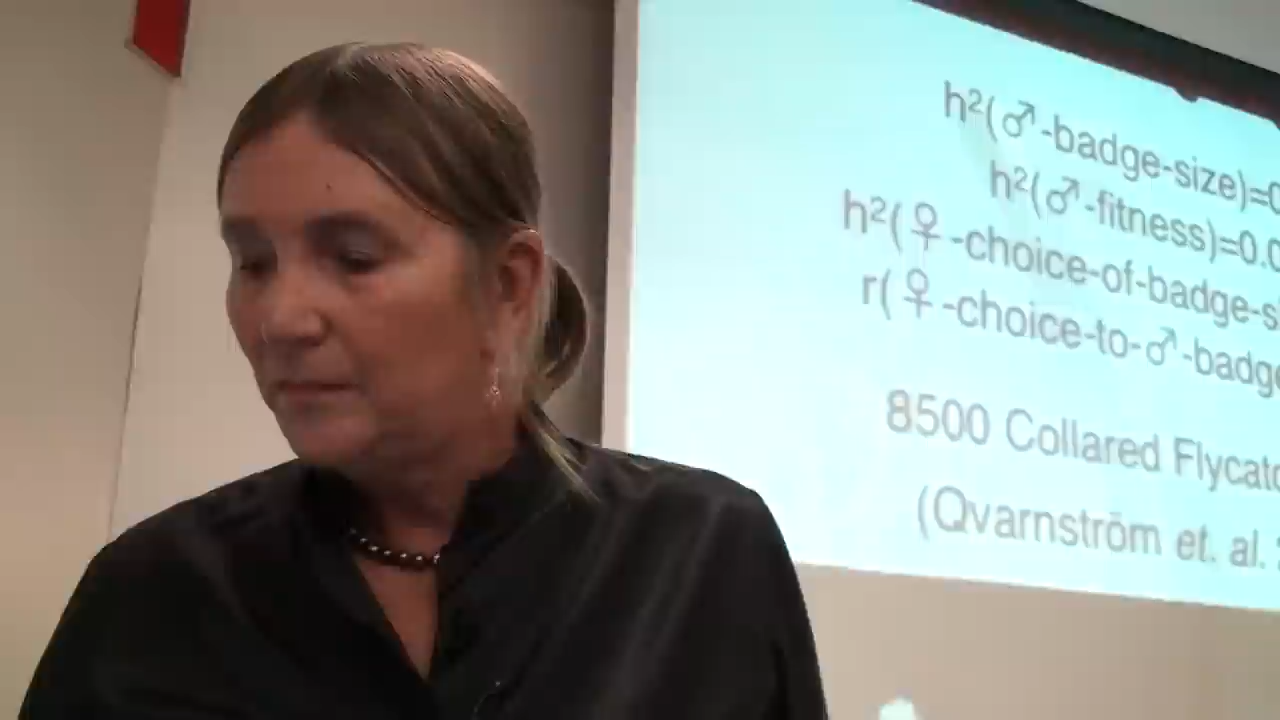 h²(♂-badge-size)=0
h²(♂-fitness)=0.0
h²(♀-choice-of-badge-s
r(♀-choice-to-♂-badge
8500 Collared Flycatc
(Qvarnström et. al.